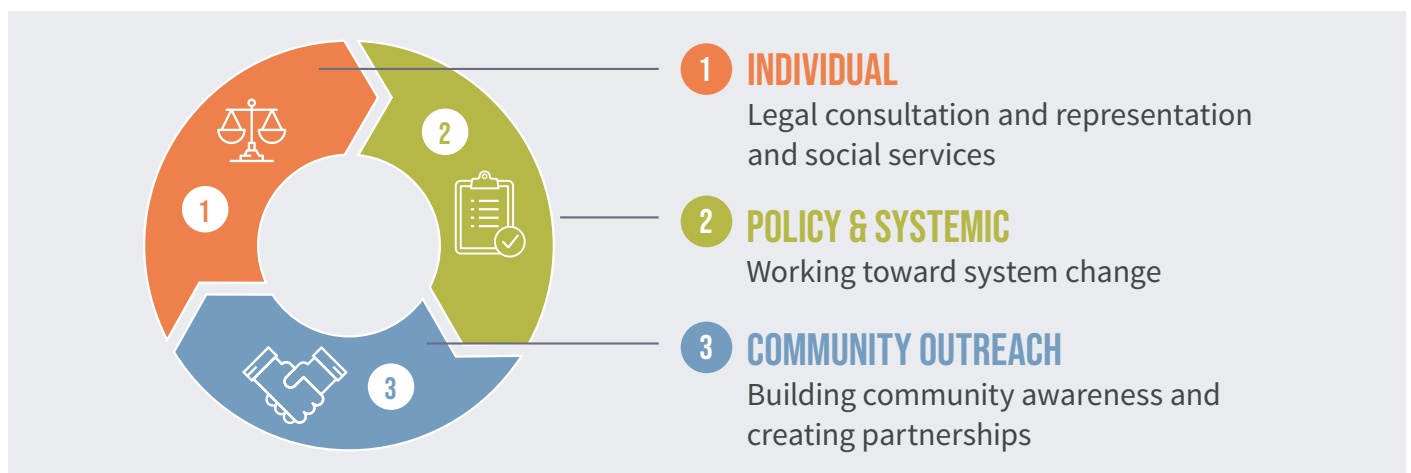 1
2
3
1 INDIVIDUAL
Legal consultation and representation
and social services
2 POLICY & SYSTEMIC
Working toward system change
3 COMMUNITY OUTREACH
Building community awareness and
creating partnerships